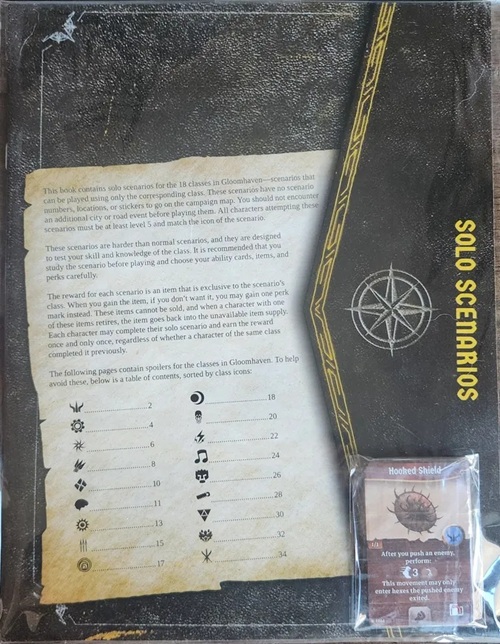 This book contains solo scenarios for the 18 classes in Gloomhaven—scenarios that
can be played using only the corresponding class. These scenarios have no scenario
numbers, locations, or stickers to go on the campaign map. You should not encounter
an additional city or road event before playing them. All characters attempting these
scenarios must be at least level 5 and match the icon of the scenario.
These scenarios are harder than normal scenarios, and they are designed
to test your skill and knowledge of the class. It is recommended that you
study the scenario before playing and choose your ability cards, items, and
perks carefully.
The reward for each scenario is an item that is exclusive to the scenario's
class. When you gain the item, if you don't want it, you may gain one perk
mark instead. These items cannot be sold, and when a character with one
of these items retires, the item goes back into the unavailable item supply.
Each character may complete their solo scenario and earn the reward
once and only once, regardless of whether a character of the same class
completed it previously.
The following pages contain spoilers for the classes in Gloomhaven. To help
avoid these, below is a table of contents, sorted by class icons:
2
4
6
8
10
11
13
15
17
18
20
22
24
26
28
30
32
34
SOLO SCENARIOS
Hooked Shield
After you push an enemy,
perform:
3
This movement may only
enter hexes the pushed enemy
exited.